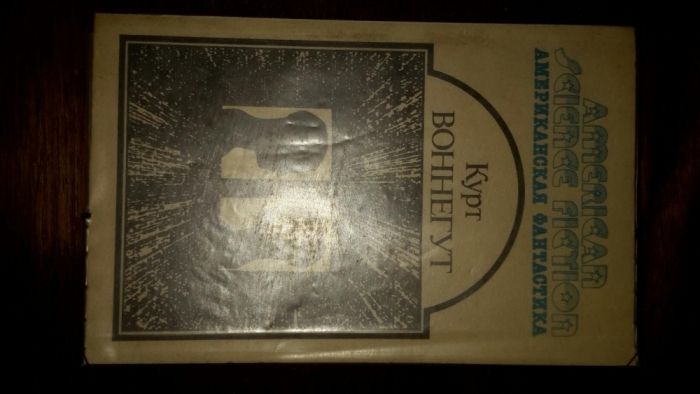 AMERICAN
SCIENCE FICTION
АМЕРИКАНСКАЯ ФАНТАСТИКА
Курт
ВОННЕГУТ